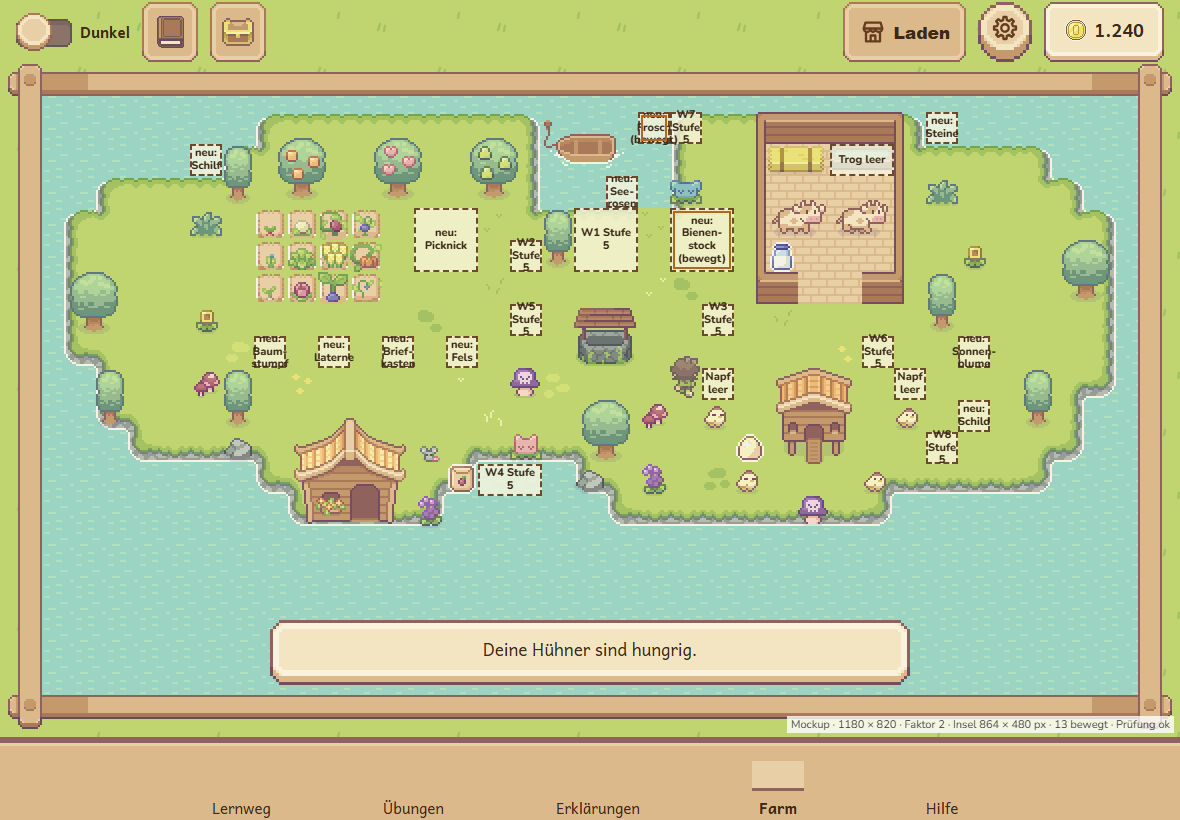 Dunkel
Laden
1.240
neu:
Schilf
neu:
Frosch
(bewegt)
W7
Stufe
5
neu:
Steine
Trog leer
neu:
See-
rosen
neu:
Picknick
W2
Stufe
5
W1 Stufe
5
neu:
Bienen-
stock
(bewegt)
W5
Stufe
5
W3
Stufe
5
neu:
Baum-
stumpf
neu:
Laterne
neu:
Brief-
kasten
neu:
Fels
W6
Stufe
5
neu:
Sonnen-
blume
Napf
leer
Napf
leer
neu:
Schild
W8
Stufe
5
W4 Stufe
5
Deine Hühner sind hungrig.
Mockup · 1180 × 820 · Faktor 2 · Insel 864 × 480 px · 13 bewegt · Prüfung ok
Lernweg
Übungen
Erklärungen
Farm
Hilfe